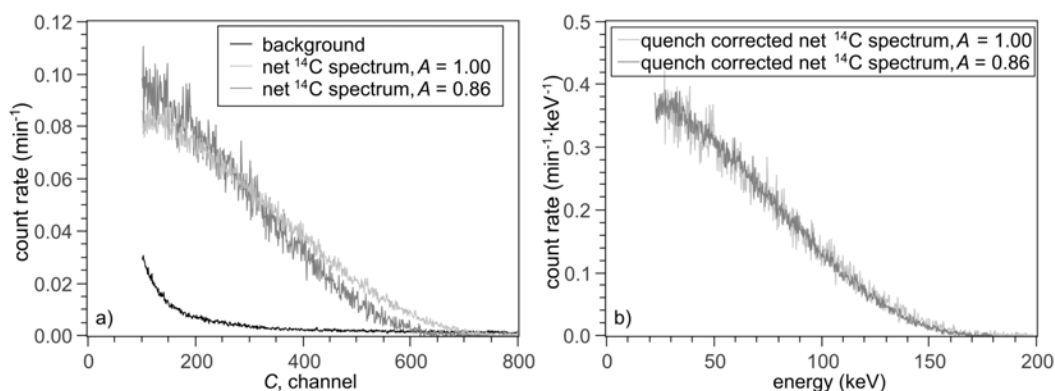 0.12
0.10
0.08
0.06
0.04
0.02
0.00
count rate (min⁻¹)
background
net ¹⁴C spectrum, A = 1.00
net ¹⁴C spectrum, A = 0.86
a)
0 200 400 600 800
C, channel
0.5
0.4
0.3
0.2
0.1
0.0
count rate (min⁻¹·keV⁻¹)
quench corrected net ¹⁴C spectrum, A = 1.00
quench corrected net ¹⁴C spectrum, A = 0.86
b)
0 50 100 150 200
energy (keV)